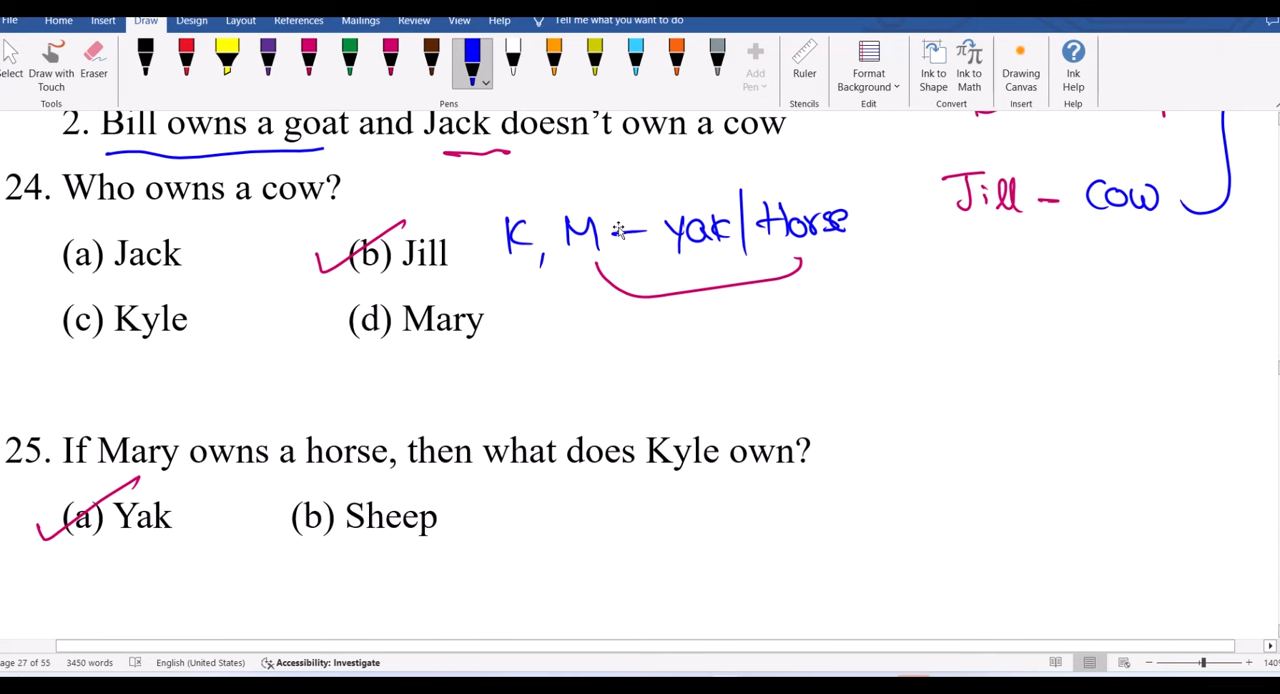 File Home Insert Draw Design Layout References Mailings Review View Help Tell me what you want to do
Select Draw with Touch Eraser Add Pen Ruler Format Background Ink to Shape Ink to Math Drawing Canvas Ink Help
Tools Pens Stencils Edit Convert Insert Help
2. Bill owns a goat and Jack doesn’t own a cow
Jill - Cow
24. Who owns a cow?
K, M - Yak | Horse
(a) Jack (b) Jill
(c) Kyle (d) Mary
25. If Mary owns a horse, then what does Kyle own?
(a) Yak (b) Sheep
age 27 of 55 3450 words English (United States) Accessibility: Investigate 140%